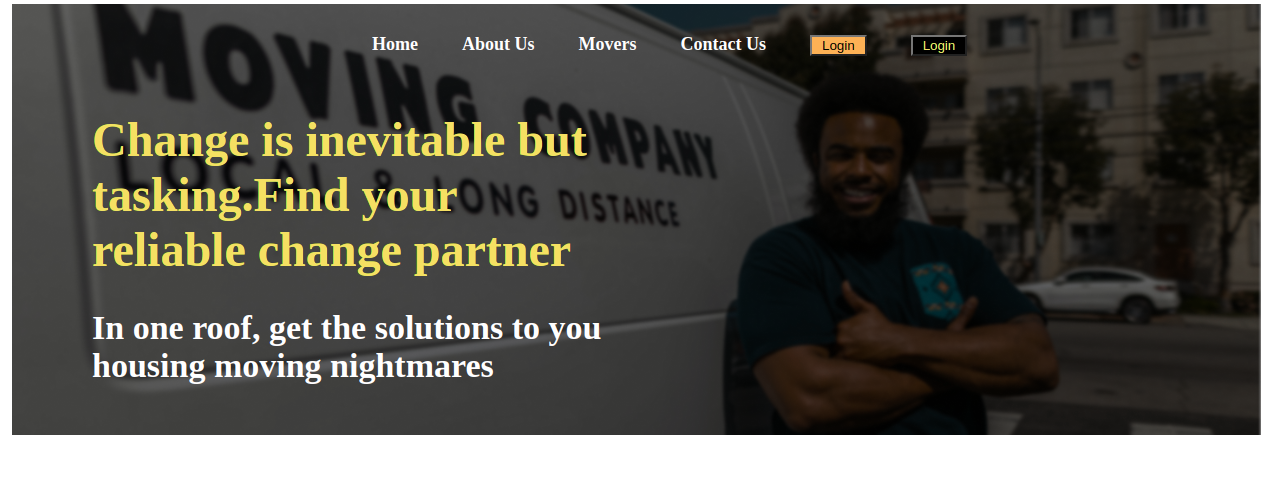 Home About Us Movers Contact Us Login Login
MOVING COMPANY
LOCAL & LONG DISTANCE
Change is inevitable but
tasking.Find your
reliable change partner
In one roof, get the solutions to you
housing moving nightmares